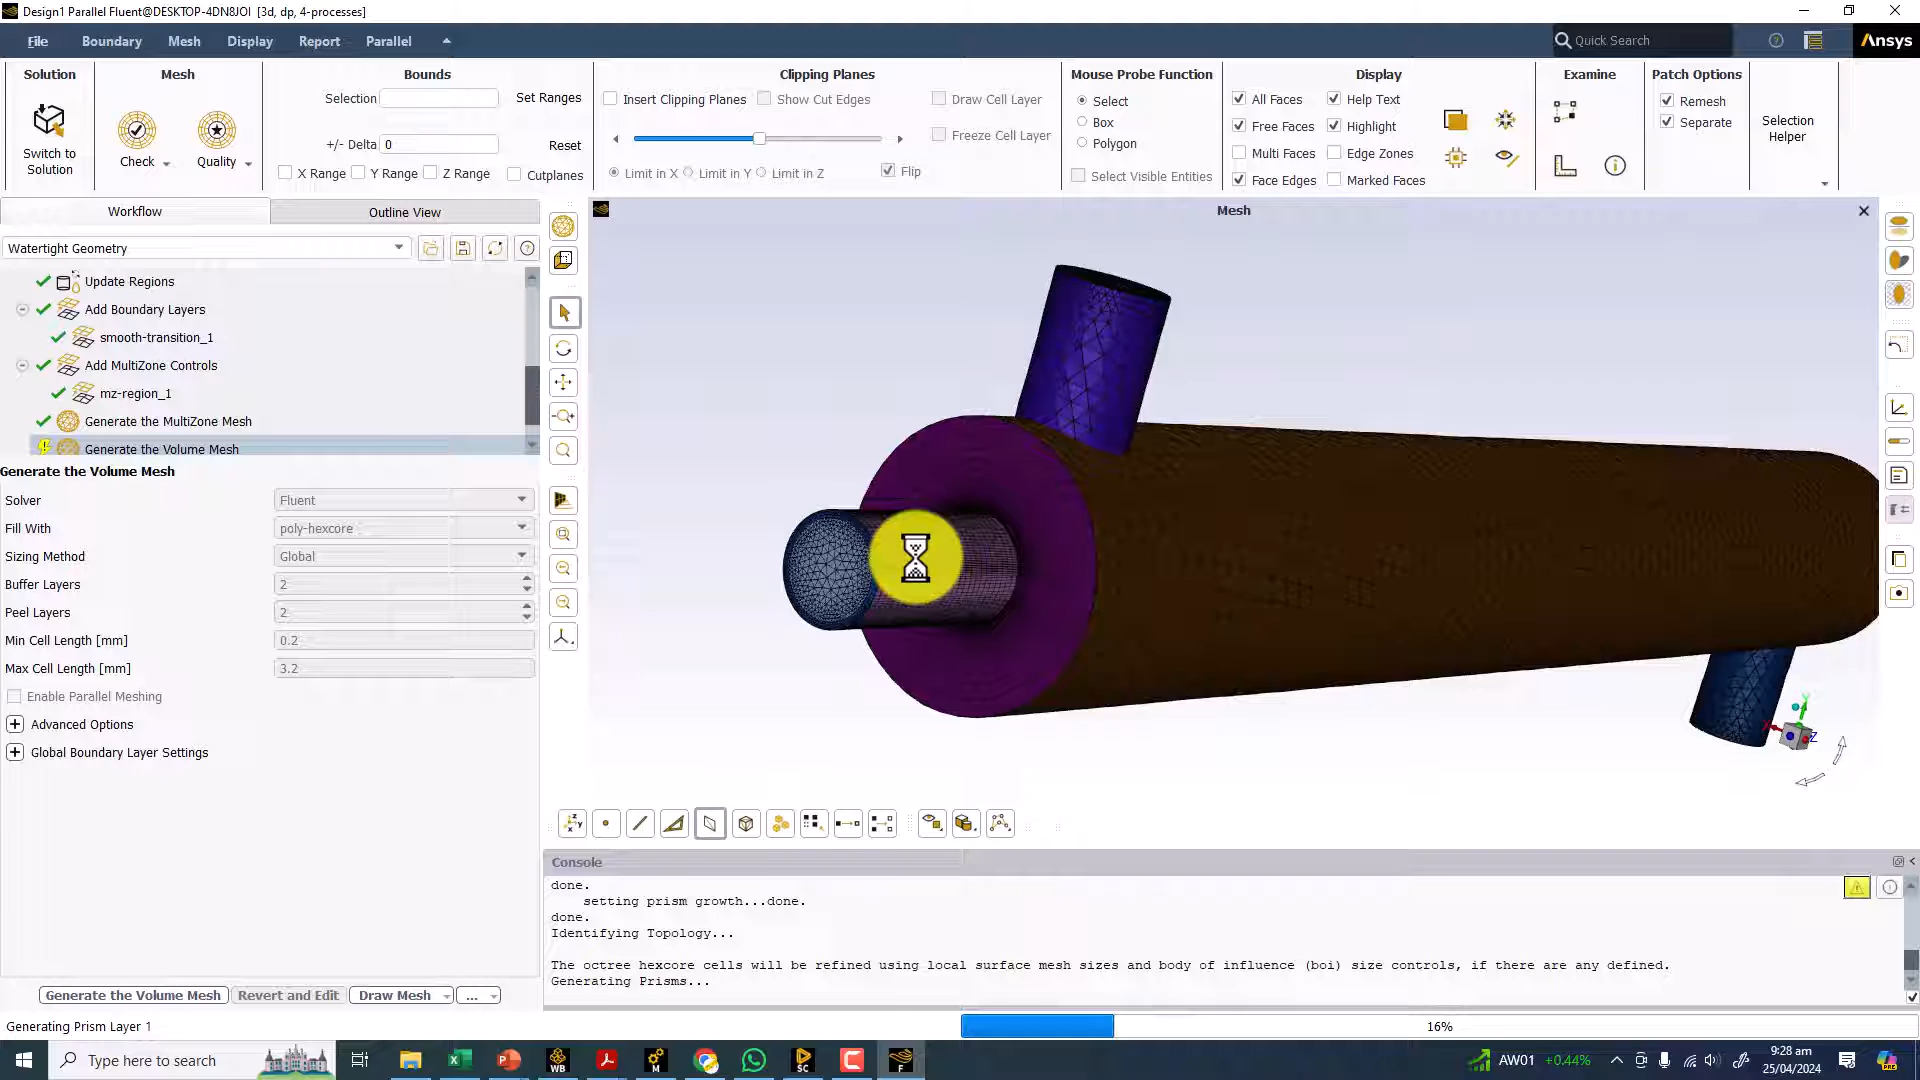 Design1 Parallel Fluent@DESKTOP-4DN8JOI [3d, dp, 4-processes]
File Boundary Mesh Display Report Parallel
Quick Search
Ansys
Solution Mesh Bounds Clipping Planes Mouse Probe Function Display Examine Patch Options
Selection Set Ranges
Insert Clipping Planes Show Cut Edges Draw Cell Layer
Select
All Faces Help Text
Remesh
Box
Free Faces Highlight
Separate
Selection Helper
Freeze Cell Layer
+/- Delta 0 Reset
Polygon
Multi Faces Edge Zones
Switch to Solution
Check Quality
X Range Y Range Z Range Cutplanes
Limit in X Limit in Y Limit in Z Flip
Select Visible Entities
Face Edges Marked Faces
Workflow Outline View
Mesh
Watertight Geometry
Update Regions
Add Boundary Layers
smooth-transition_1
Add MultiZone Controls
mz-region_1
Generate the MultiZone Mesh
Generate the Volume Mesh
Generate the Volume Mesh
Solver Fluent
Fill With poly-hexcore
Sizing Method Global
Buffer Layers 2
Peel Layers 2
Min Cell Length [mm] 0.2
Max Cell Length [mm] 3.2
Enable Parallel Meshing
Advanced Options
Global Boundary Layer Settings
Y
X
Z
Console
done.
setting prism growth...done.
done.
Identifying Topology...
The octree hexcore cells will be refined using local surface mesh sizes and body of influence (boi) size controls, if there are any defined.
Generating Prisms...
Generate the Volume Mesh Revert and Edit Draw Mesh ...
Generating Prism Layer 1
16%
Type here to search
WB
M
SC
F
AW01 +0.44%
9:28 am
25/04/2024
PRE